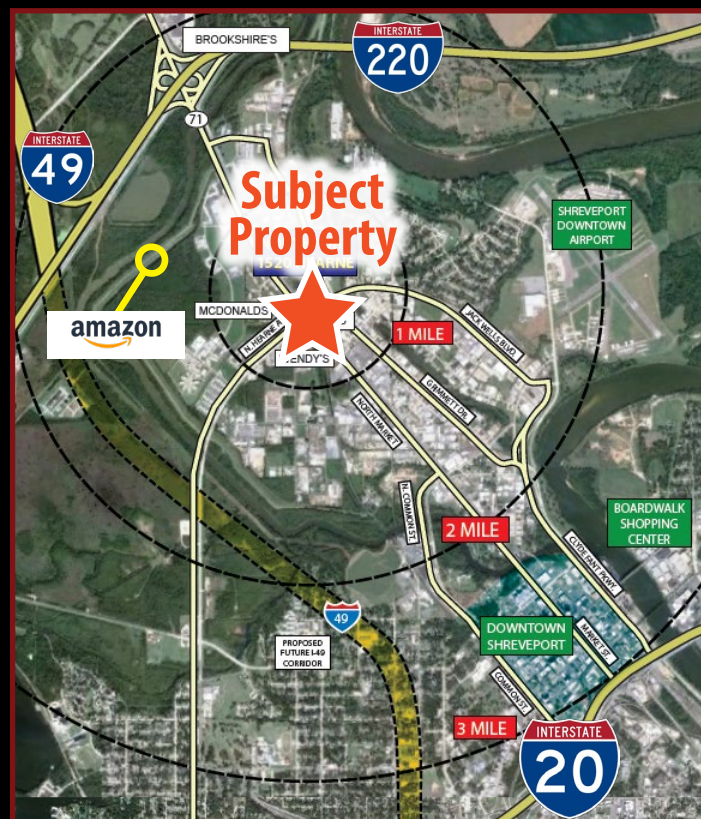 BROOKSHIRE'S
INTERSTATE
220
71
INTERSTATE
49
Subject
Property
SHREVEPORT
DOWNTOWN
AIRPORT
MCDONALDS
amazon
1 MILE
JACK WELLS BLVD.
WENDY'S
GRIMMETT DR.
NORTH MARKET
N. COMMON ST.
2 MILE
BOARDWALK
SHOPPING
CENTER
CLYDE FANT PKWY.
49
PROPOSED
FUTURE I-49
CORRIDOR
DOWNTOWN
SHREVEPORT
MARKET ST.
COMMON ST.
3 MILE
INTERSTATE
20